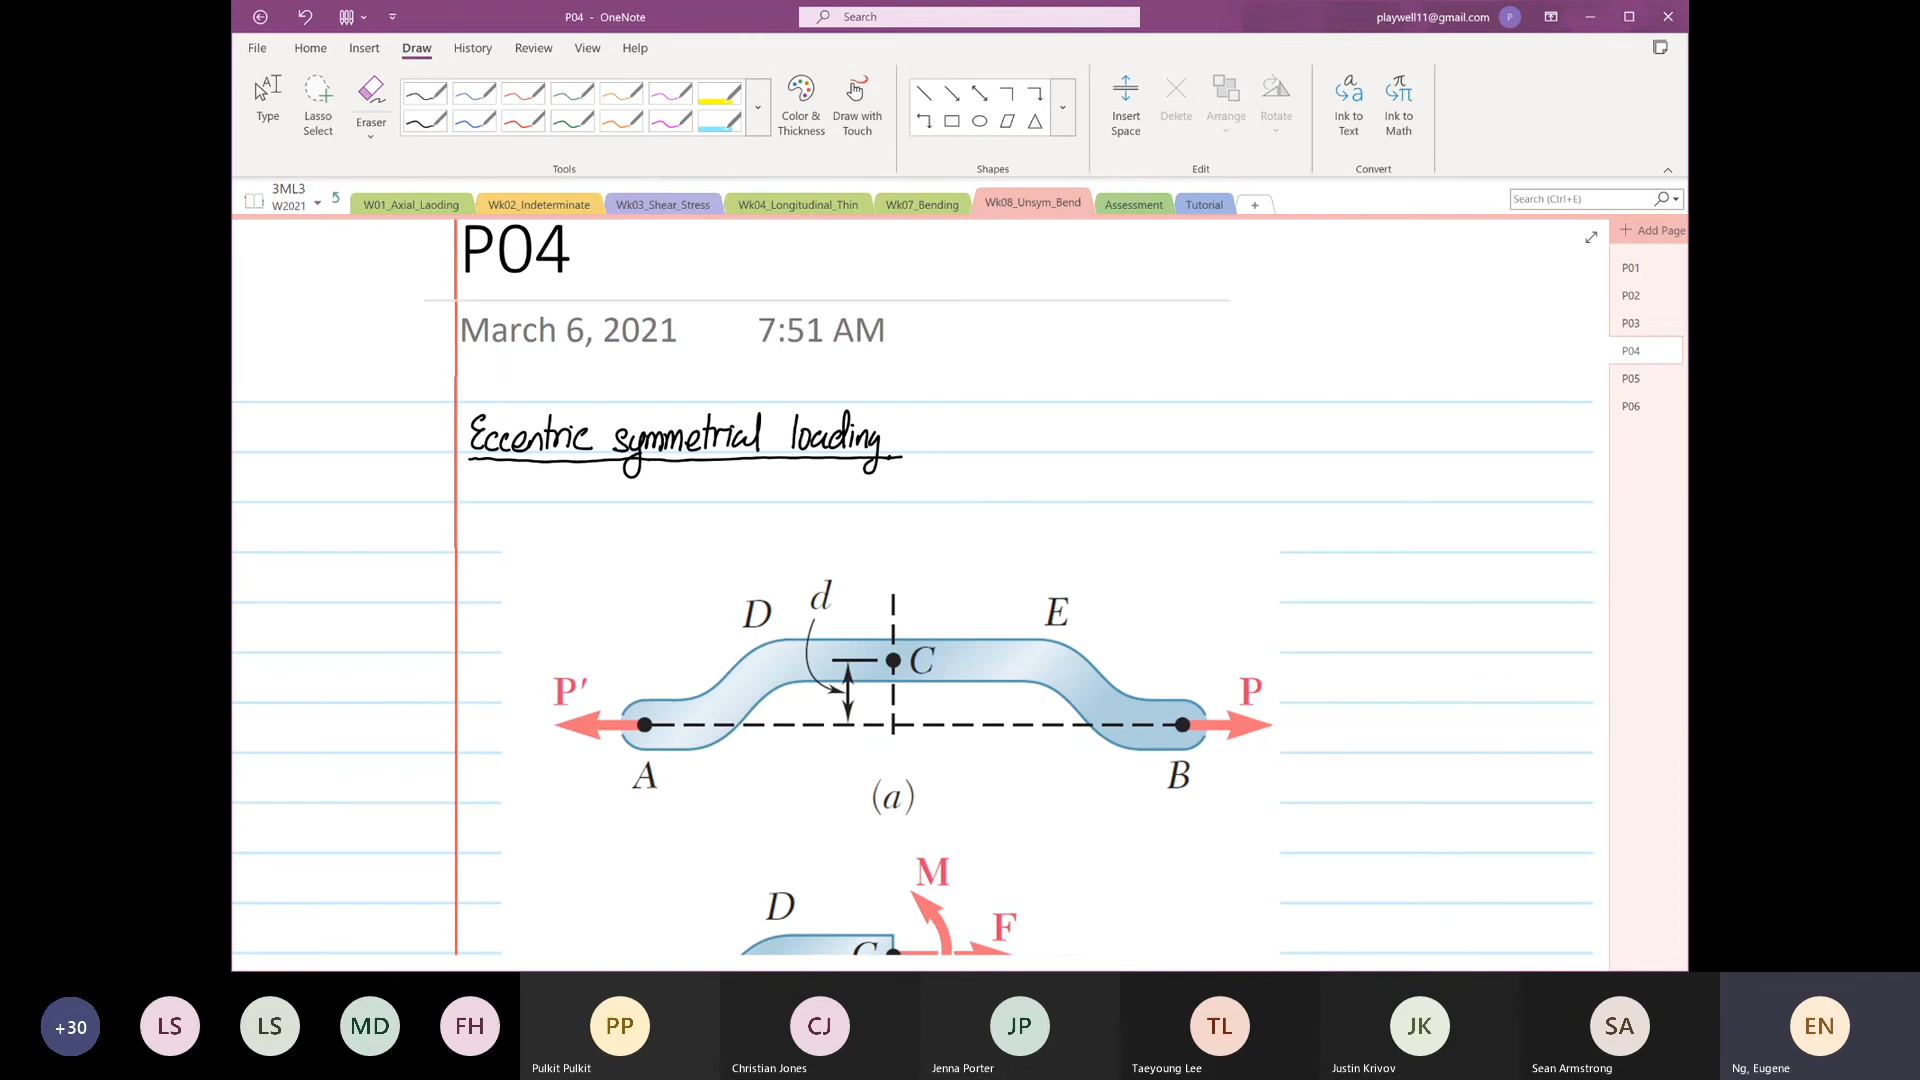 P04 - OneNote
Search
playwell11@gmail.com
P
File
Home
Insert
Draw
History
Review
View
Help
Type
Lasso Select
Eraser
Color & Thickness
Draw with Touch
Insert Space
Delete
Arrange
Rotate
Ink to Text
Ink to Math
Tools
Shapes
Edit
Convert
3ML3 W2021
W01_Axial_Laoding
Wk02_Indeterminate
Wk03_Shear_Stress
Wk04_Longitudinal_Thin
Wk07_Bending
Wk08_Unsym_Bend
Assessment
Tutorial
Search (Ctrl+E)
Add Page
P01
P02
P03
P04
P05
P06
P04
March 6, 2021 7:51 AM
Eccentric symmetrial loading.
D d E
C
P' P
A B
(a)
M
D F
C
+30
LS
LS
MD
FH
PP
Pulkit Pulkit
CJ
Christian Jones
JP
Jenna Porter
TL
Taeyoung Lee
JK
Justin Krivov
SA
Sean Armstrong
EN
Ng, Eugene